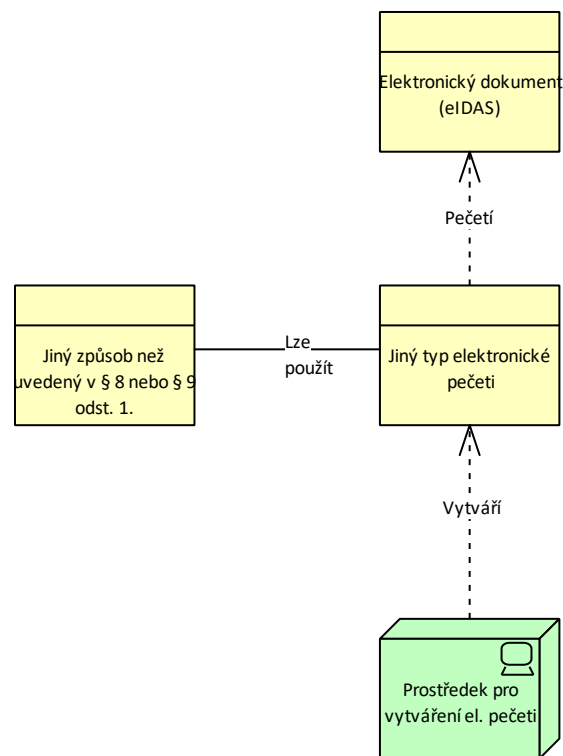 Elektronický dokument
(eIDAS)
Pečetí
Jiný způsob než
uvedený v § 8 nebo § 9
odst. 1.
Lze
použít
Jiný typ elektronické
pečeti
Vytváří
Prostředek pro
vytváření el. pečeti